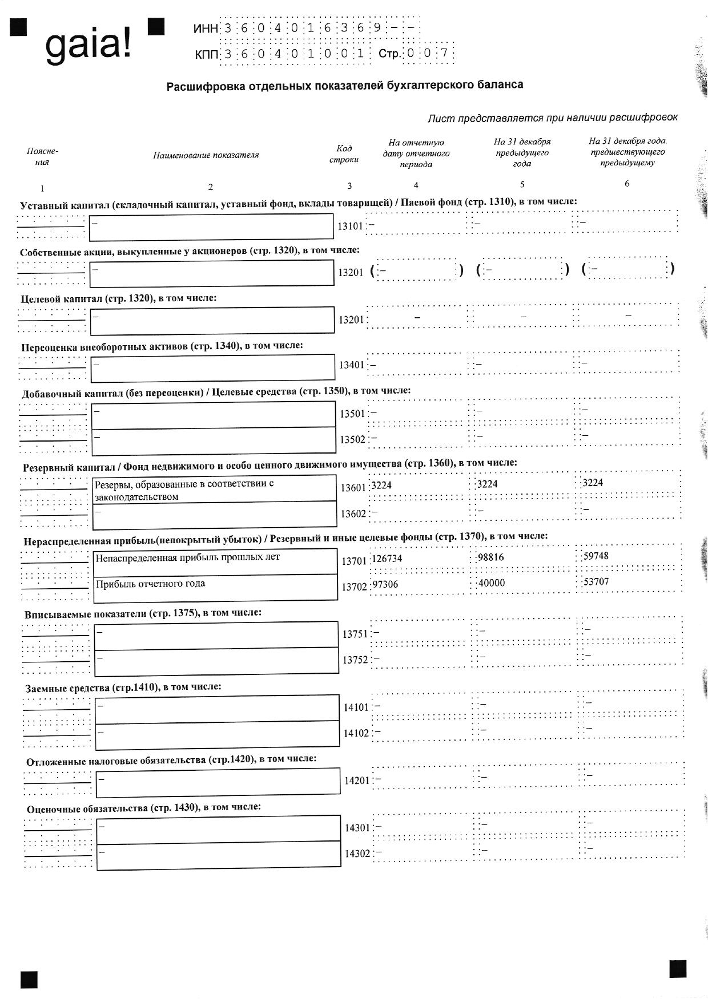 gaia!
ИНН 3604016369--
КПП 360401001 Стр. 007
Расшифровка отдельных показателей бухгалтерского баланса
Лист представляется при наличии расшифровок
Поясне-
ния
Наименование показателя
Код
строки
На отчетную
дату отчетного
периода
На 31 декабря
предыдущего
года
На 31 декабря года,
предшествующего
предыдущему
1 2 3 4 5 6
Уставный капитал (складочный капитал, уставный фонд, вклады товарищей) / Паевой фонд (стр. 1310), в том числе:
– 13101 – – –
Собственные акции, выкупленные у акционеров (стр. 1320), в том числе:
– 13201 (–) (–) (–)
Целевой капитал (стр. 1320), в том числе:
– 13201 – – –
Переоценка внеоборотных активов (стр. 1340), в том числе:
– 13401 – – –
Добавочный капитал (без переоценки) / Целевые средства (стр. 1350), в том числе:
– 13501 – – –
– 13502 – – –
Резервный капитал / Фонд недвижимого и особо ценного движимого имущества (стр. 1360), в том числе:
Резервы, образованные в соответствии с
законодательством
13601 3224 3224 3224
– 13602 – – –
Нераспределенная прибыль(непокрытый убыток) / Резервный и иные целевые фонды (стр. 1370), в том числе:
Непаспределенная прибыль прошлых лет 13701 126734 98816 59748
Прибыль отчетного года 13702 97306 40000 53707
Вписываемые показатели (стр. 1375), в том числе:
– 13751 – – –
– 13752 – – –
Заемные средства (стр.1410), в том числе:
– 14101 – – –
– 14102 – – –
Отложенные налоговые обязательства (стр.1420), в том числе:
– 14201 – – –
Оценочные обязательства (стр. 1430), в том числе:
– 14301 – – –
– 14302 – – –